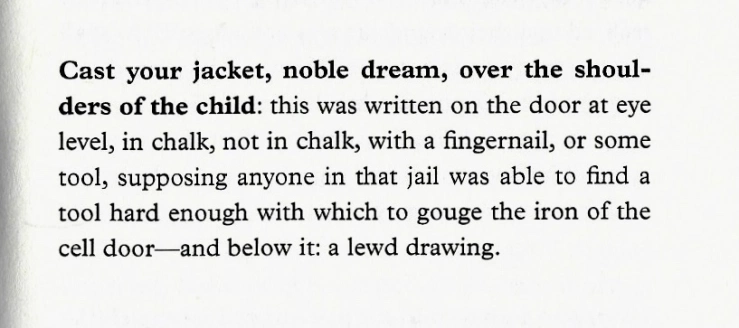 Cast your jacket, noble dream, over the shoul-
ders of the child: this was written on the door at eye
level, in chalk, not in chalk, with a fingernail, or some
tool, supposing anyone in that jail was able to find a
tool hard enough with which to gouge the iron of the
cell door—and below it: a lewd drawing.